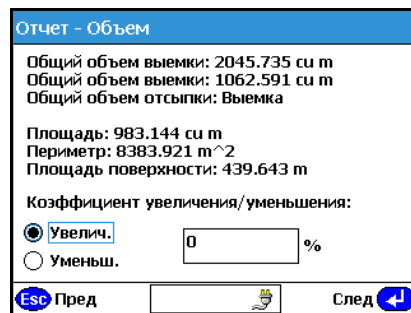 Отчет - Объем
Общий объем выемки: 2045.735 cu m
Общий объем выемки: 1062.591 cu m
Общий объем отсыпки: Выемка
Площадь: 983.144 cu m
Периметр: 8383.921 m^2
Площадь поверхности: 439.643 m
Коэффициент увеличения/уменьшения:
Увелич.
0 %
Уменьш.
Esc Пред
След